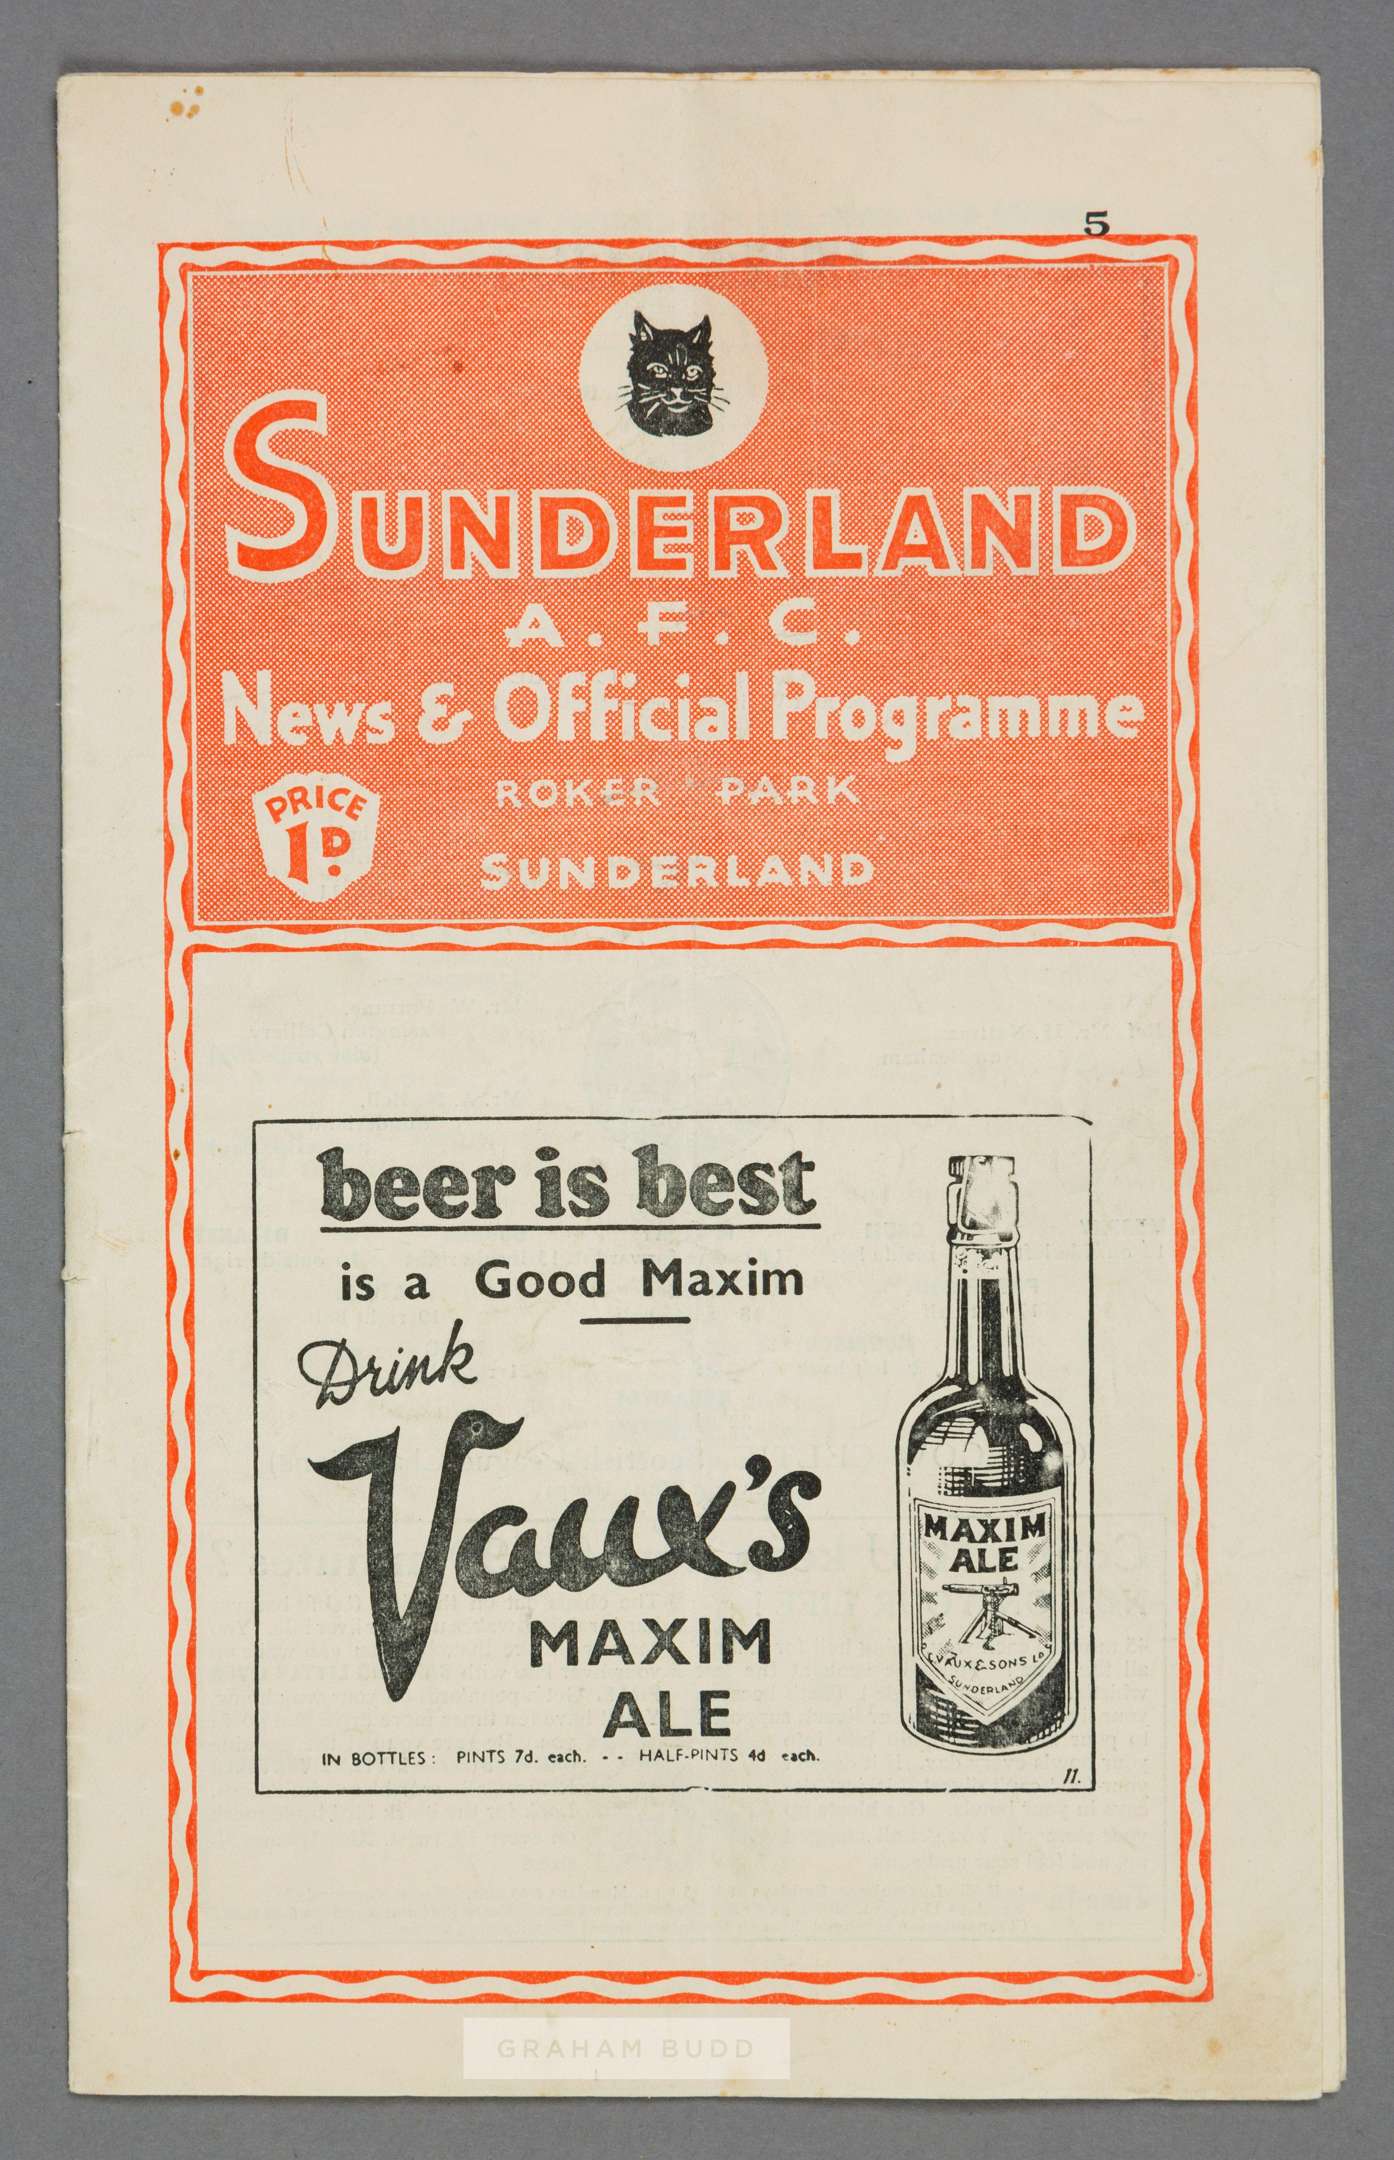 5
SUNDERLAND
A. F. C.
News & Official Programme
ROKER PARK
PRICE
1D.
SUNDERLAND
beer is best
is a Good Maxim
Drink
Vaux's
MAXIM
ALE
IN BOTTLES: PINTS 7d. each. - - HALF-PINTS 4d each.
MAXIM
ALE
C. VAUX & SONS LD
SUNDERLAND
11.
GRAHAM BUDD